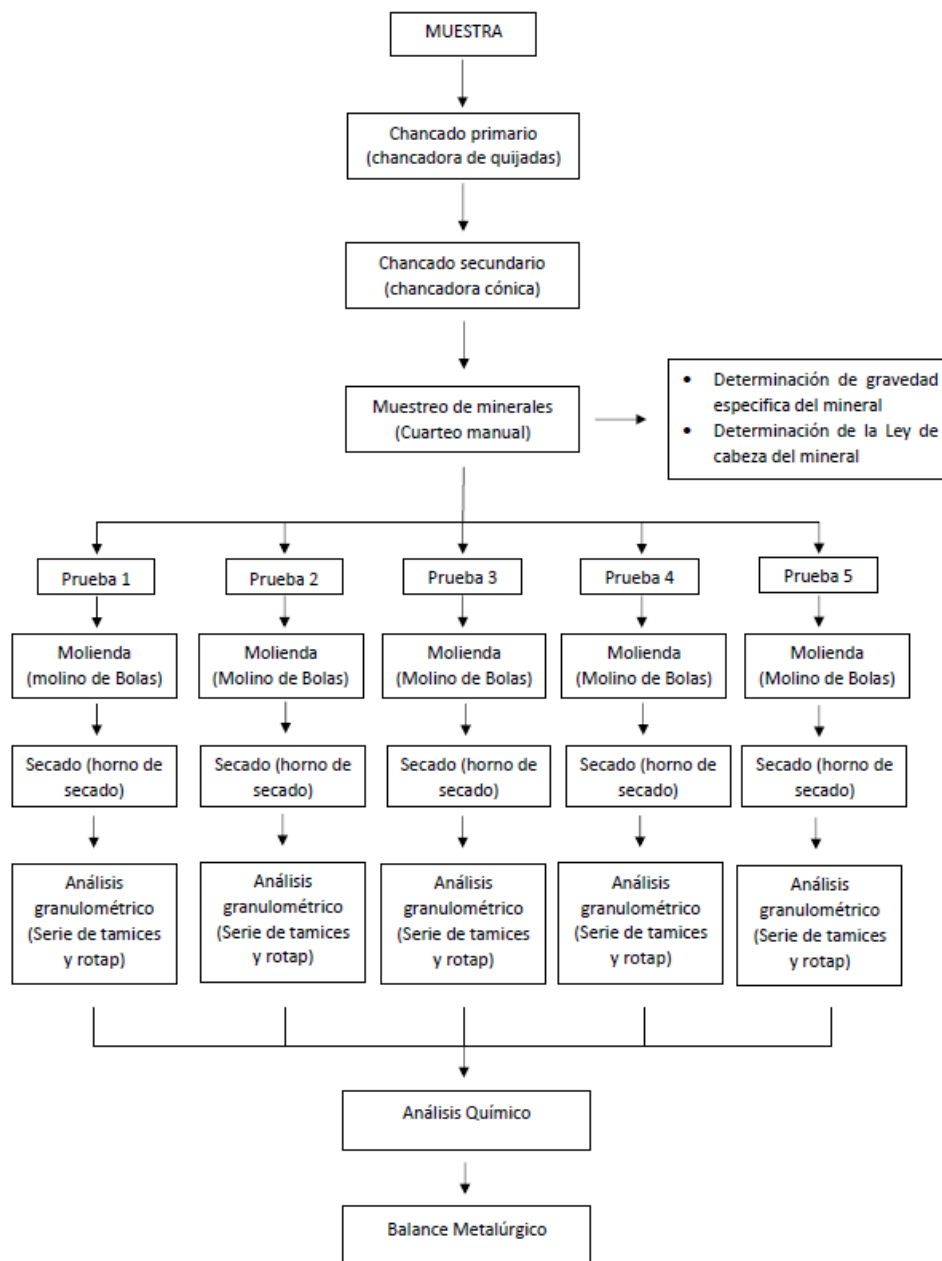 MUESTRA
Chancado primario
(chancadora de quijadas)
Chancado secundario
(chancadora cónica)
Muestreo de minerales
(Cuarteo manual)
• Determinación de gravedad
especifica del mineral
• Determinación de la Ley de
cabeza del mineral
Prueba 1
Prueba 2
Prueba 3
Prueba 4
Prueba 5
Molienda
(molino de Bolas)
Molienda
(Molino de Bolas)
Molienda
(Molino de Bolas)
Molienda
(Molino de Bolas)
Molienda
(Molino de Bolas)
Secado (horno de
secado)
Secado (horno de
secado)
Secado (horno de
secado)
Secado (horno de
secado)
Secado (horno de
secado)
Análisis
granulométrico
(Serie de tamices
y rotap)
Análisis
granulométrico
(Serie de tamices
y rotap)
Análisis
granulométrico
(Serie de tamices
y rotap)
Análisis
granulométrico
(Serie de tamices
y rotap)
Análisis
granulométrico
(Serie de tamices
y rotap)
Análisis Químico
Balance Metalúrgico